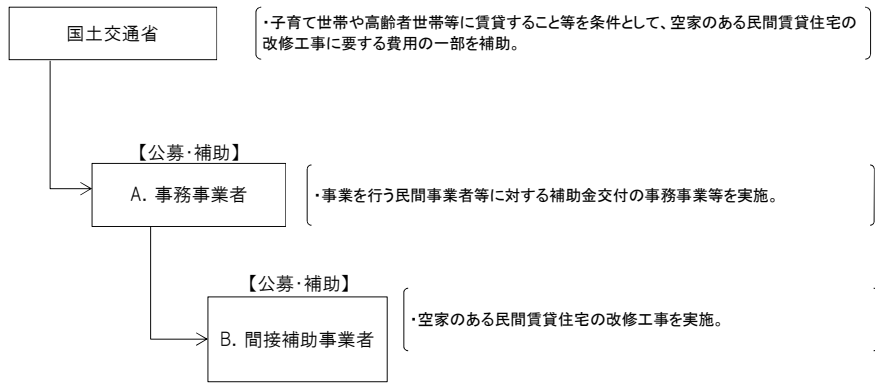 国土交通省
・子育て世帯や高齢者世帯等に賃貸すること等を条件として、空家のある民間賃貸住宅の
改修工事に要する費用の一部を補助。
【公募・補助】
A．事務事業者
・事業を行う民間事業者等に対する補助金交付の事務事業等を実施。
【公募・補助】
B．間接補助事業者
・空家のある民間賃貸住宅の改修工事を実施。